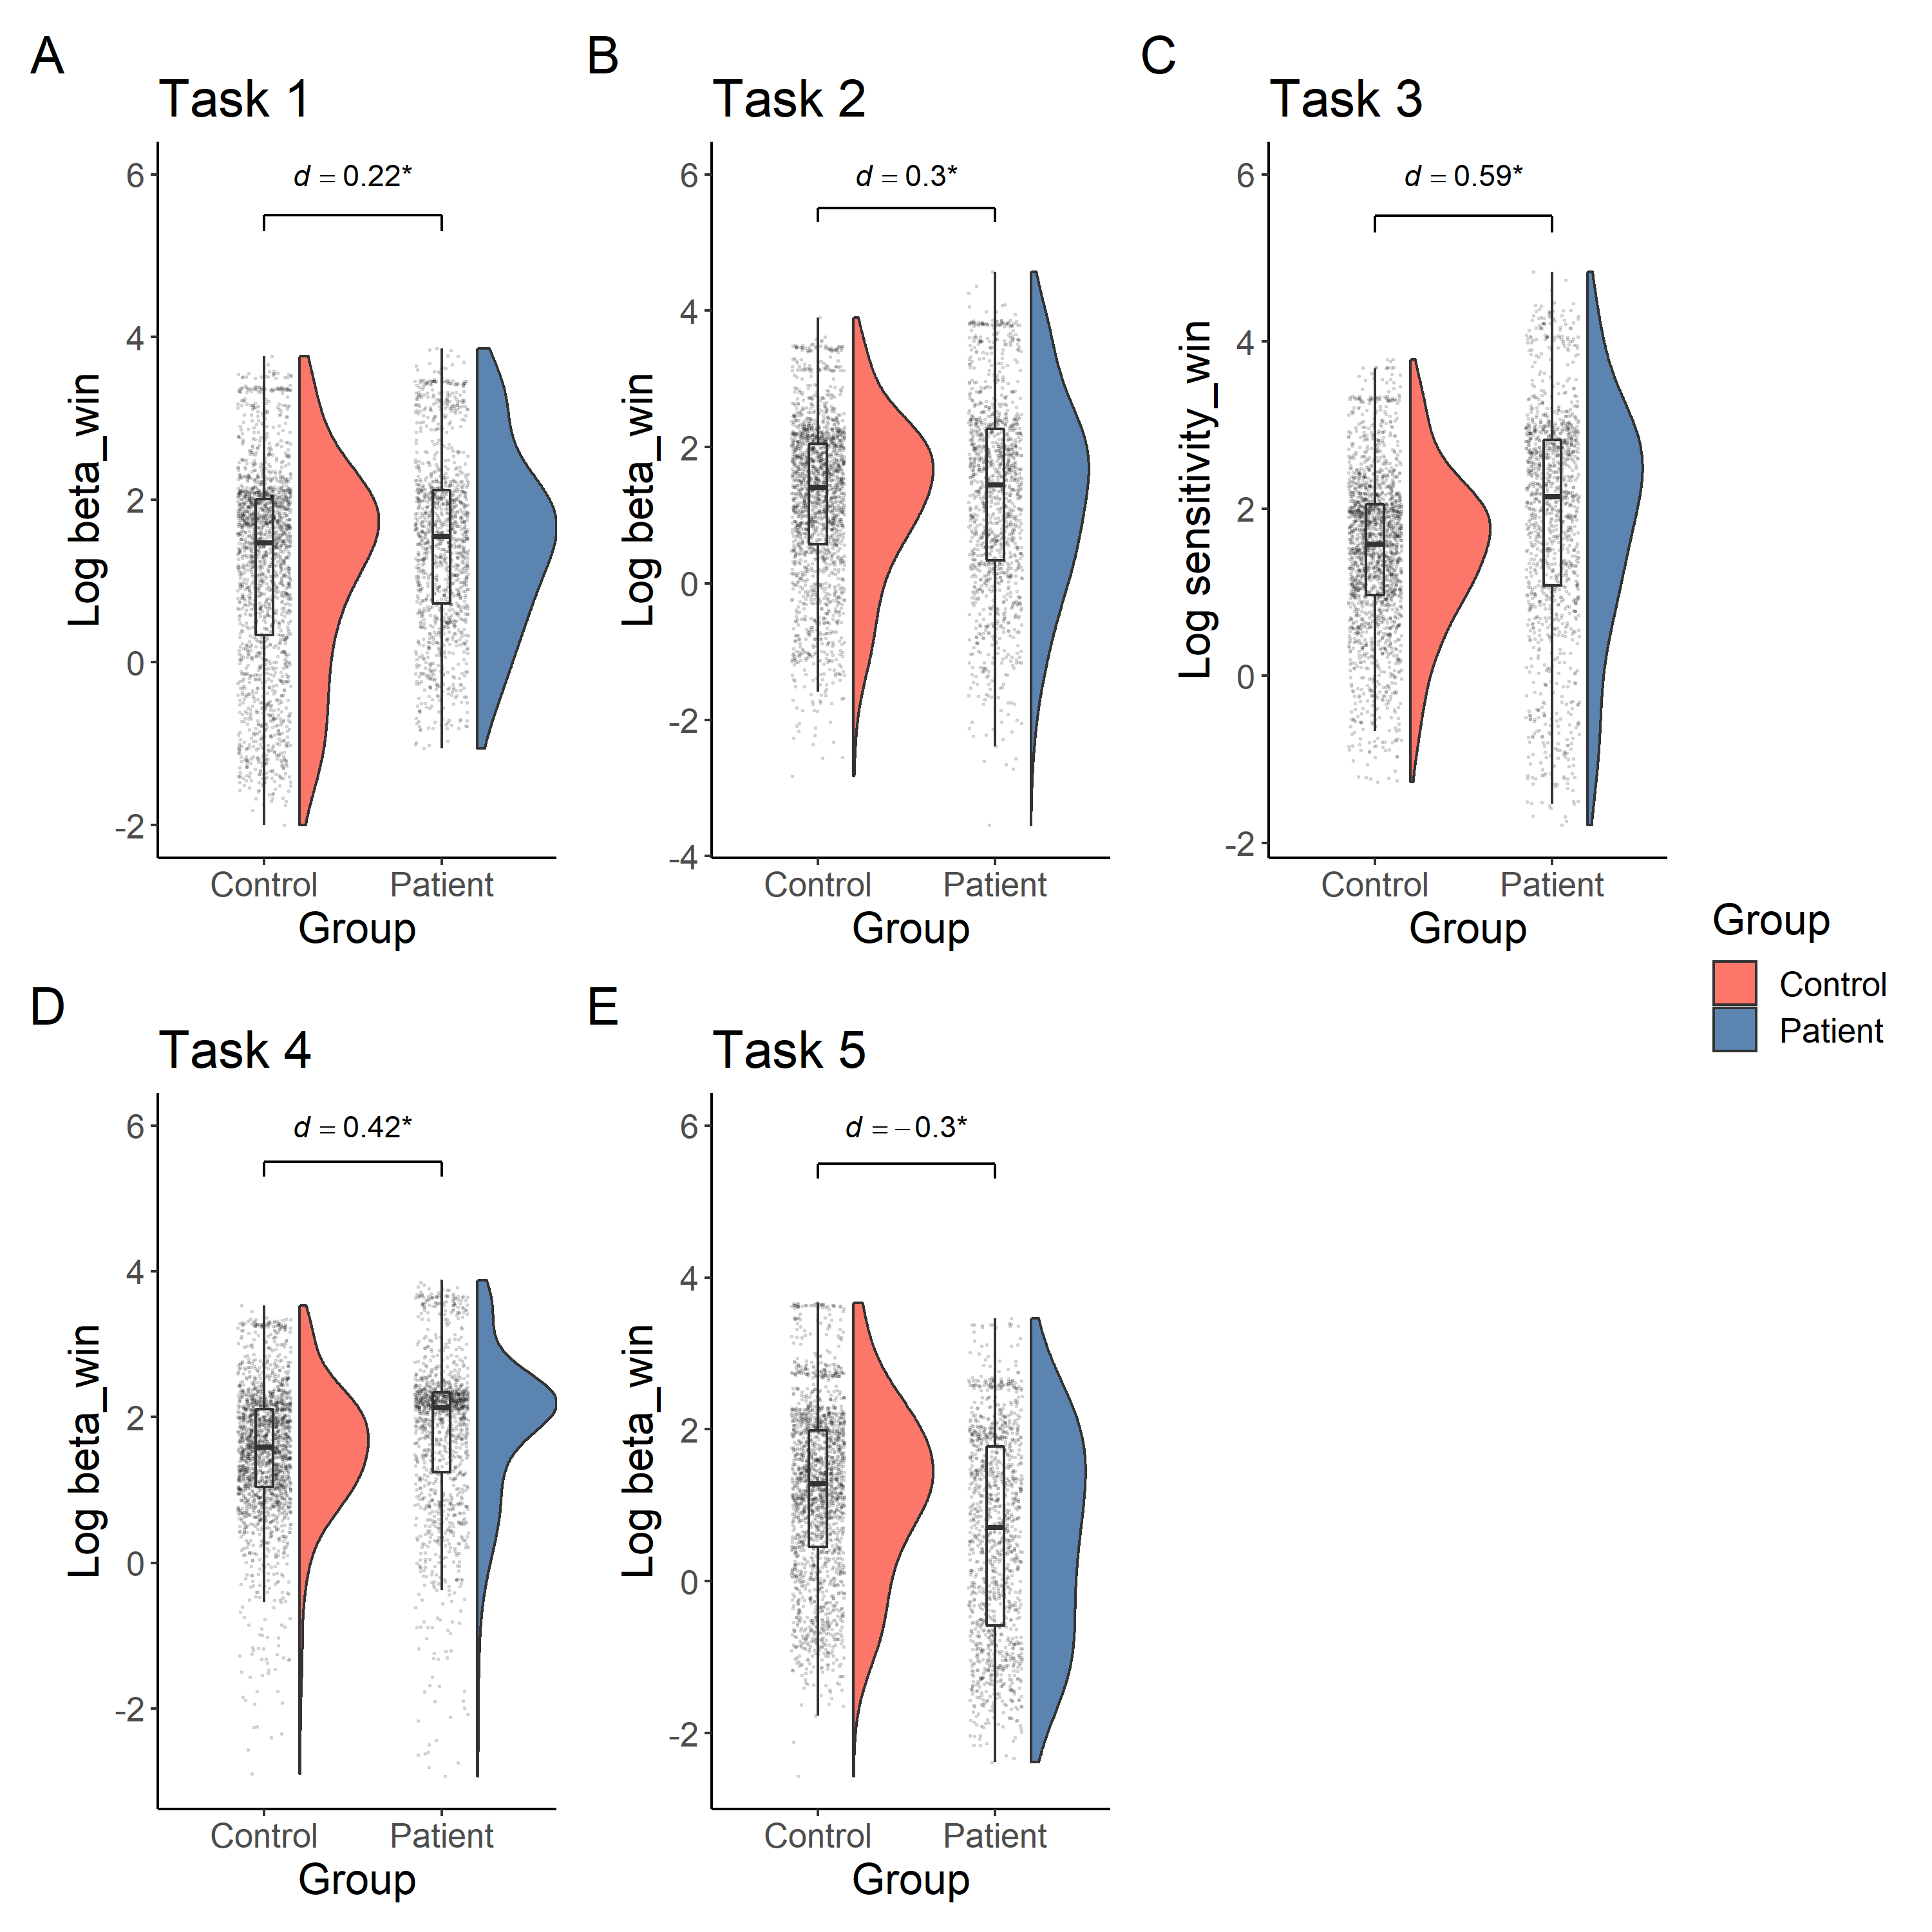 A
Task 1
d = 0.22*
6
4
2
0
-2
Log beta_win
Control Patient
Group
B
Task 2
d = 0.3*
6
4
2
0
-2
-4
Log beta_win
Control Patient
Group
C
Task 3
d = 0.59*
6
4
2
0
-2
Log sensitivity_win
Control Patient
Group
Group
Control
Patient
D
Task 4
d = 0.42*
6
4
2
0
-2
Log beta_win
Control Patient
Group
E
Task 5
d = − 0.3*
6
4
2
0
-2
Log beta_win
Control Patient
Group